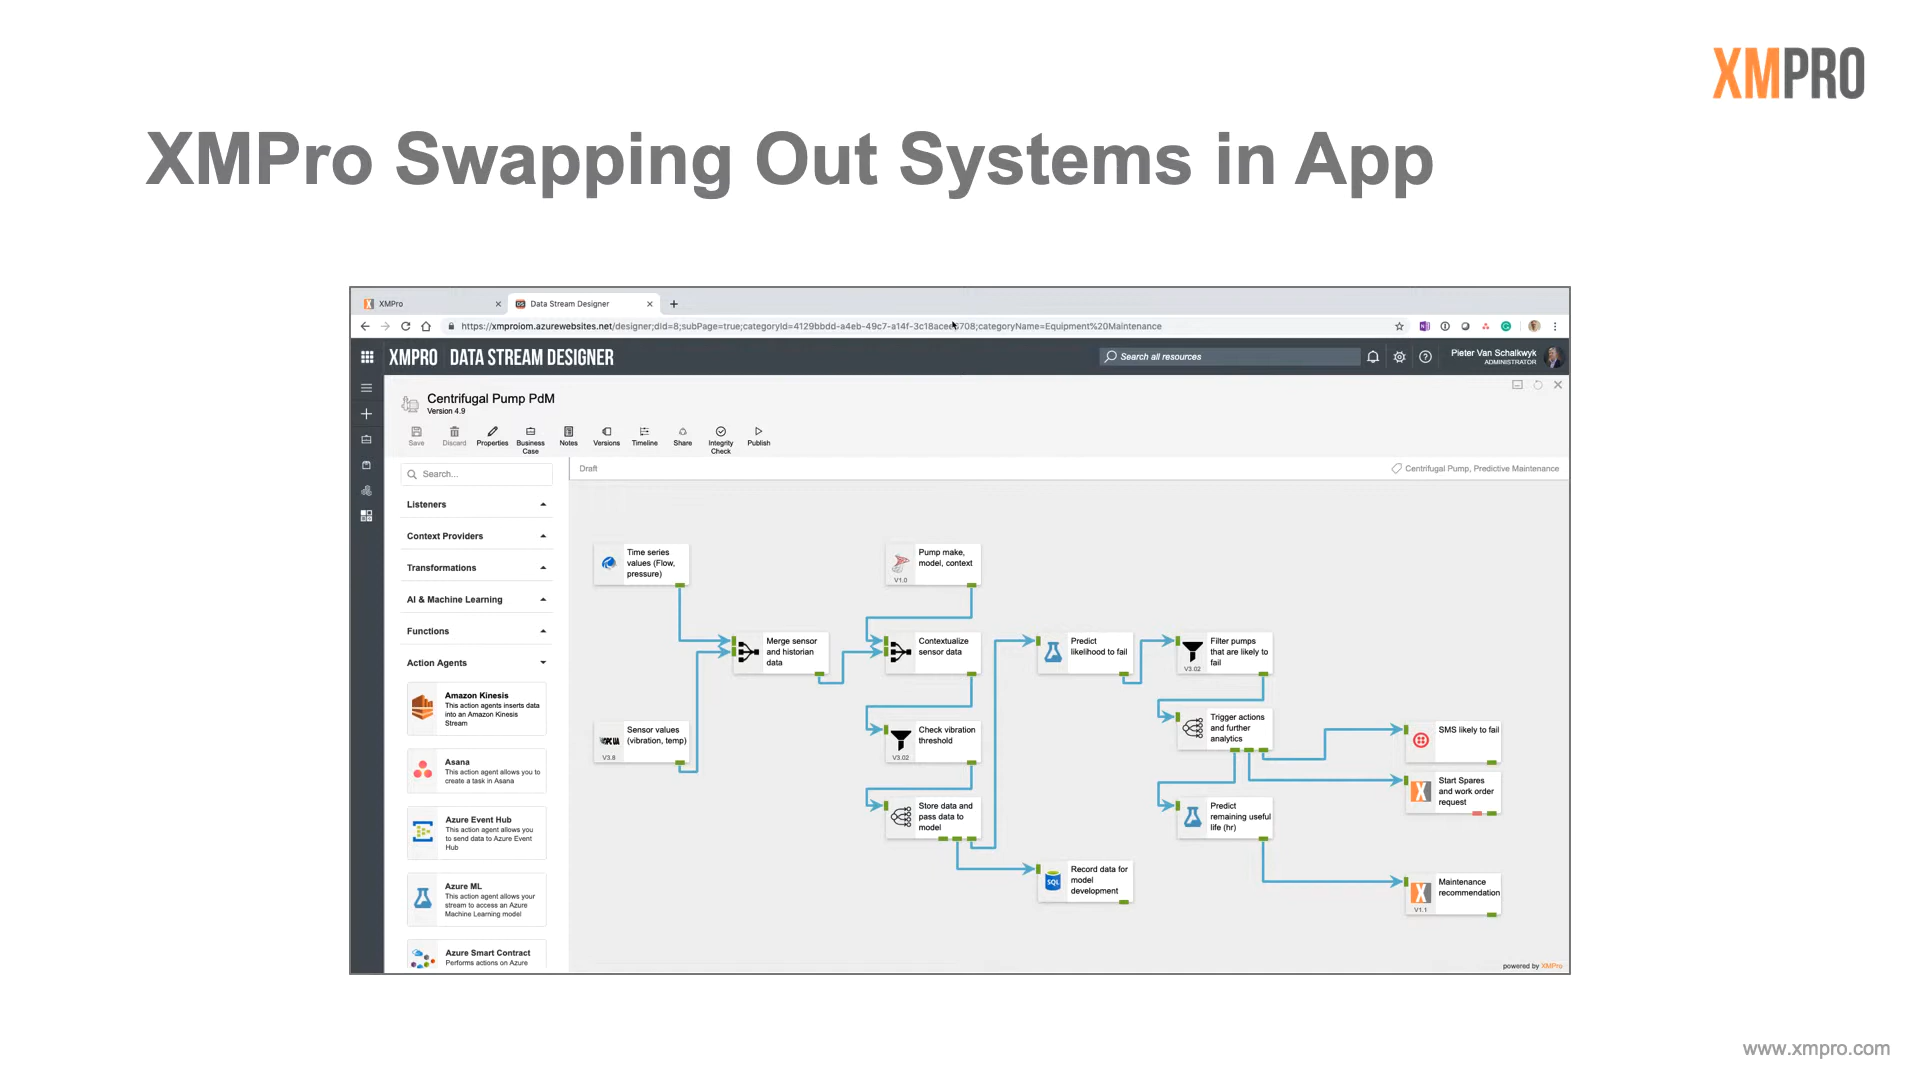 XMPRO
XMPro Swapping Out Systems in App
XMPro
Data Stream Designer
https://xmproiom.azurewebsites.net/designer;dId=8;subPage=true;categoryId=4129bbdd-a4eb-49c7-a14f-3c18acee6708;categoryName=Equipment%20Maintenance
XMPRO DATA STREAM DESIGNER
Search all resources
Pieter Van Schalkwyk
ADMINISTRATOR
Centrifugal Pump PdM
Version 4.9
Save
Discard
Properties
Business
Case
Notes
Versions
Timeline
Share
Integrity
Check
Publish
Search...
Draft
Centrifugal Pump, Predictive Maintenance
Listeners
Context Providers
Transformations
AI & Machine Learning
Functions
Action Agents
Amazon Kinesis
This action agents inserts data
into an Amazon Kinesis
Stream
Asana
This action agent allows you to
create a task in Asana
Azure Event Hub
This action agent allows you
to send data to Azure Event
Hub
Azure ML
This action agent allows your
stream to access an Azure
Machine Learning model
Azure Smart Contract
Performs actions on Azure
Time series
values (Flow,
pressure)
Pump make,
model, context
V1.0
Merge sensor
and historian
data
Contextualize
sensor data
Predict
likelihood to fail
Filter pumps
that are likely to
fail
V3.02
Sensor values
(vibration, temp)
OPC UA
V3.8
Check vibration
threshold
V3.02
Trigger actions
and further
analytics
SMS likely to fail
Start Spares
and work order
request
Store data and
pass data to
model
Predict
remaining useful
life (hr)
Record data for
model
development
SQL
Maintenance
recommendation
V1.1
powered by XMPro
www.xmpro.com